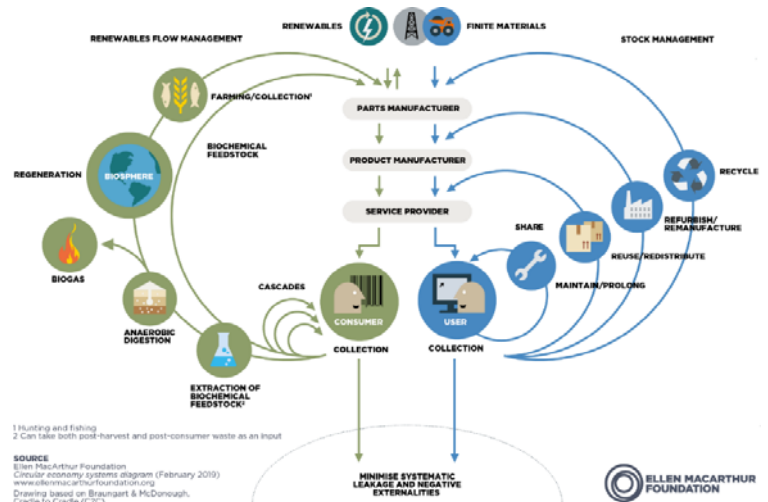 RENEWABLES
FINITE MATERIALS
RENEWABLES FLOW MANAGEMENT
STOCK MANAGEMENT
FARMING/COLLECTION¹
PARTS MANUFACTURER
BIOCHEMICAL
FEEDSTOCK
PRODUCT MANUFACTURER
REGENERATION
BIOSPHERE
RECYCLE
SERVICE PROVIDER
SHARE
REFURBISH/
REMANUFACTURE
REUSE/REDISTRIBUTE
BIOGAS
CASCADES
MAINTAIN/PROLONG
CONSUMER
USER
ANAEROBIC
DIGESTION
COLLECTION
COLLECTION
EXTRACTION OF
BIOCHEMICAL
FEEDSTOCK²
1 Hunting and fishing
2 Can take both post-harvest and post-consumer waste as an input
SOURCE
Ellen MacArthur Foundation
Circular economy systems diagram (February 2019)
www.ellenmacarthurfoundation.org
Drawing based on Braungart & McDonough,
Cradle to Cradle (C2C)
MINIMISE SYSTEMATIC
LEAKAGE AND NEGATIVE
EXTERNALITIES
ELLEN MACARTHUR
FOUNDATION